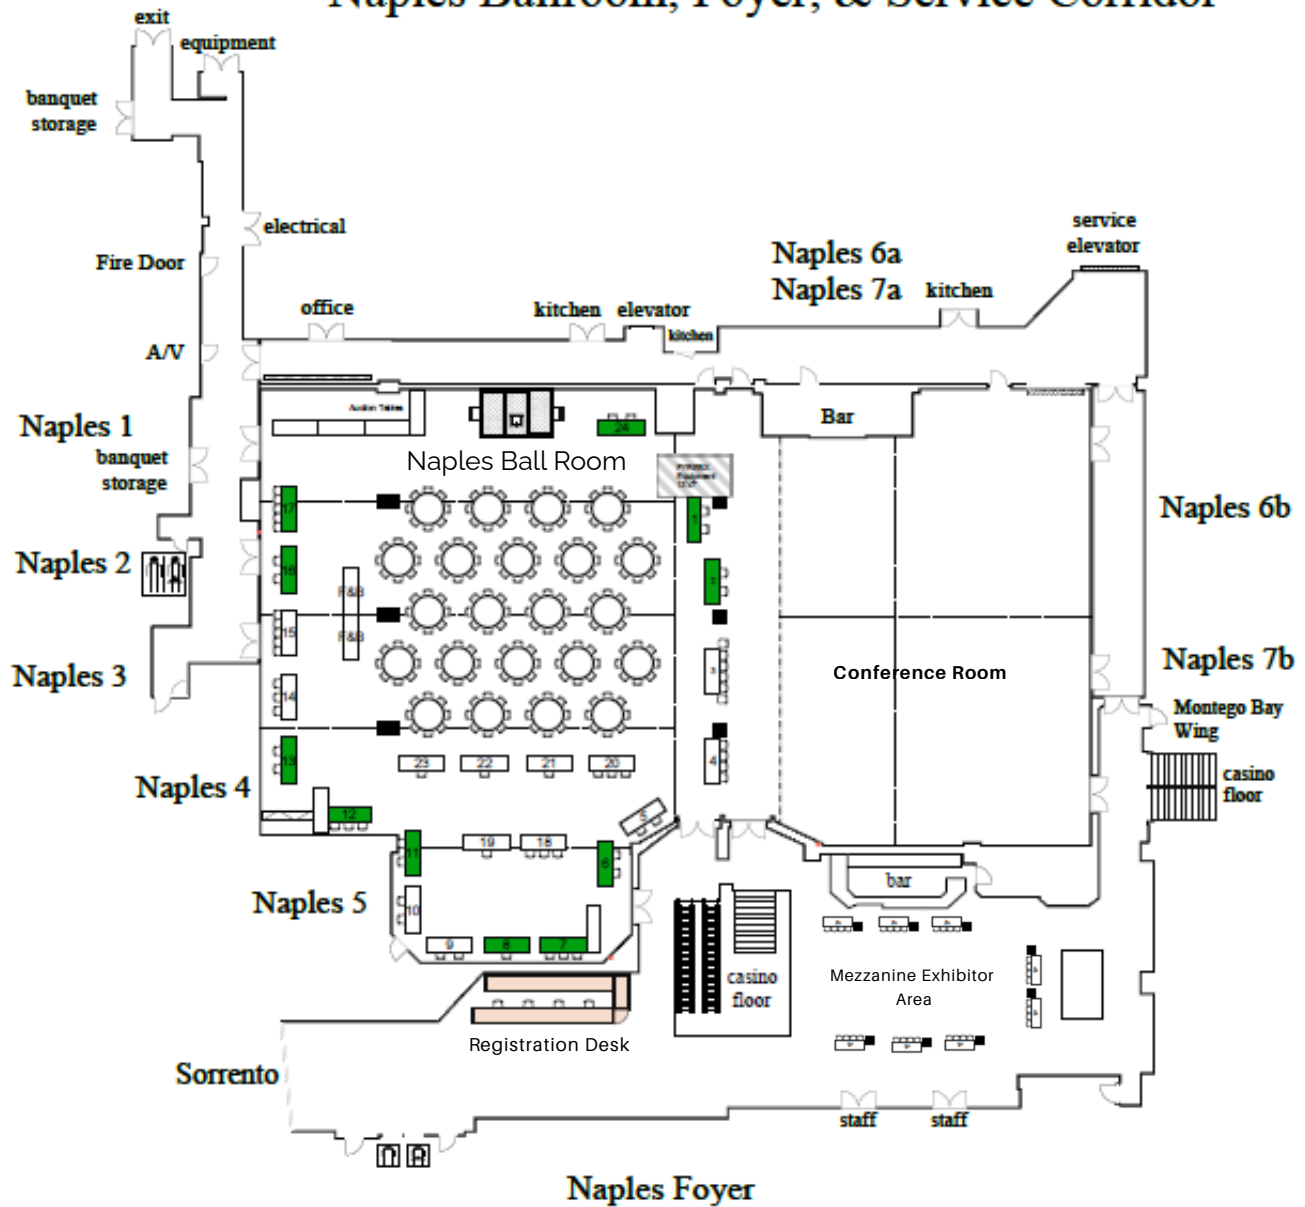 Naples Ballroom, Foyer, & Service Corridor
exit
equipment
banquet
storage
electrical
service
elevator
Fire Door
Naples 6a
Naples 7a
kitchen
office
kitchen
elevator
kitchen
A/V
Auction Tables
Bar
24
Naples 1
banquet
storage
Naples Ball Room
Equipment
17
1
Naples 6b
Naples 2
16
2
F&B
F&B
15
Naples 3
14
3
Conference Room
Naples 7b
Montego Bay
Wing
13
23
22
21
20
4
casino
floor
Naples 4
12
5
19
18
11
6
bar
Naples 5
10
9
8
7
casino
floor
Mezzanine Exhibitor
Area
Registration Desk
Sorrento
staff
staff
Naples Foyer